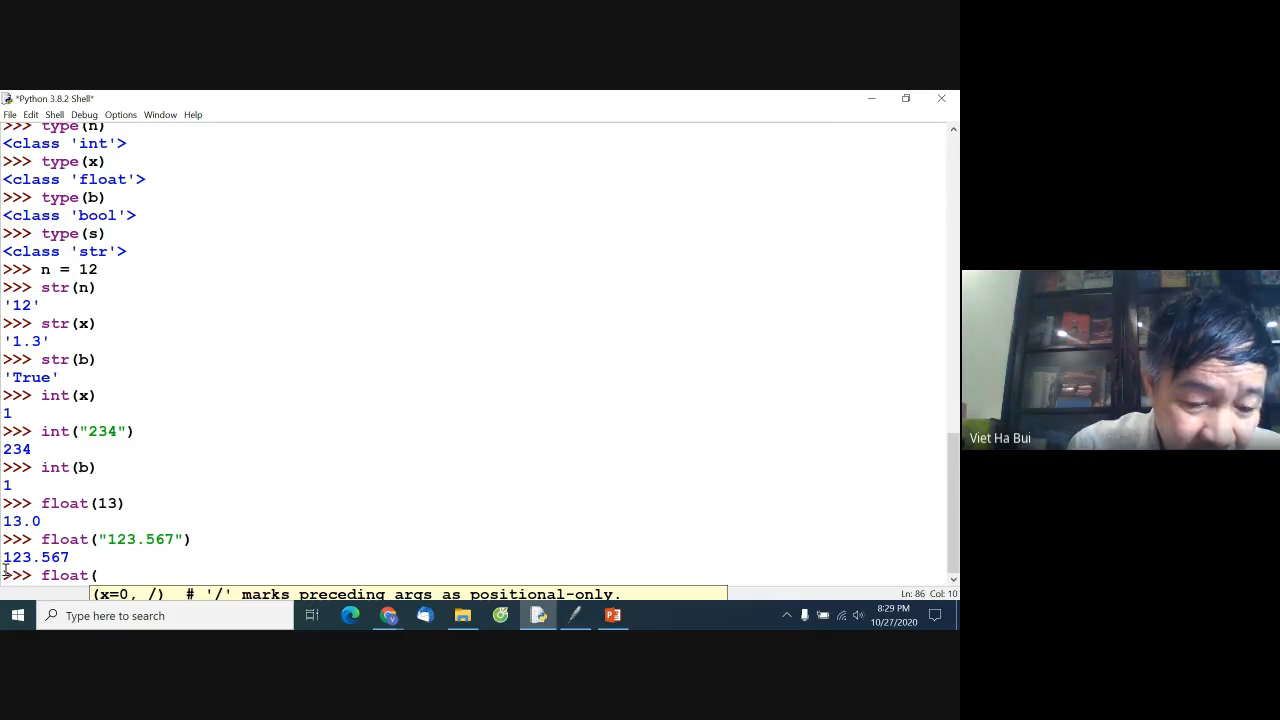 *Python 3.8.2 Shell*
File Edit Shell Debug Options Window Help
>>> type(n)
<class 'int'>
>>> type(x)
<class 'float'>
>>> type(b)
<class 'bool'>
>>> type(s)
<class 'str'>
>>> n = 12
>>> str(n)
'12'
>>> str(x)
'1.3'
>>> str(b)
'True'
>>> int(x)
1
>>> int("234")
234
>>> int(b)
1
>>> float(13)
13.0
>>> float("123.567")
123.567
>>> float(
(x=0, /) # '/' marks preceding args as positional-only.
Ln: 86 Col: 10
Type here to search
8:29 PM
10/27/2020
Viet Ha Bui